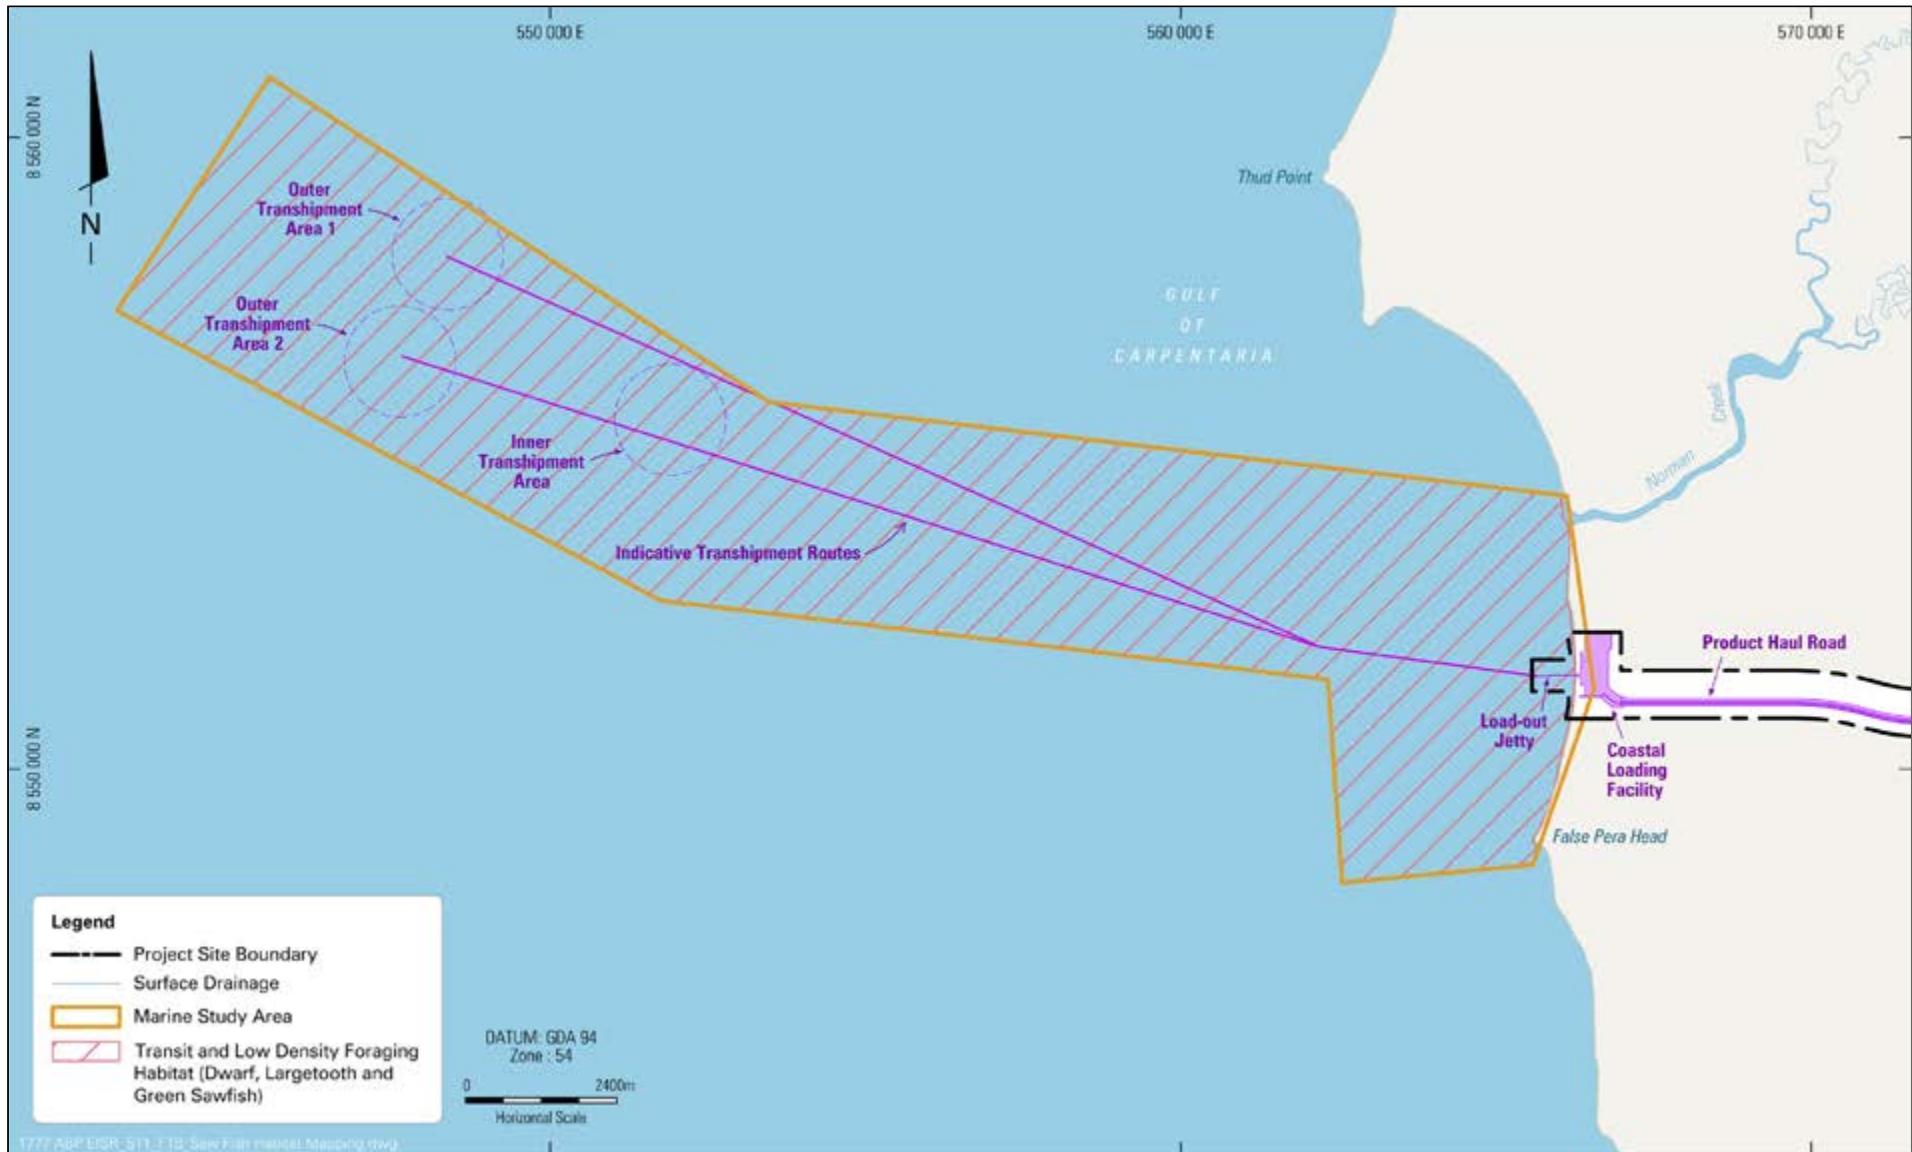 550 000 E
560 000 E
570 000 E
8 560 000 N
8 550 000 N
N
Outer
Transhipment
Area 1
Outer
Transhipment
Area 2
Inner
Transhipment
Area
Indicative Transhipment Routes
Thud Point
GULF
OF
CARPENTARIA
Norman
Creek
Product Haul Road
Load-out
Jetty
Coastal
Loading
Facility
False Pera Head
Legend
Project Site Boundary
Surface Drainage
Marine Study Area
Transit and Low Density Foraging
Habitat (Dwarf, Largetooth and
Green Sawfish)
DATUM: GDA 94
Zone : 54
0 2400m
Horizontal Scale